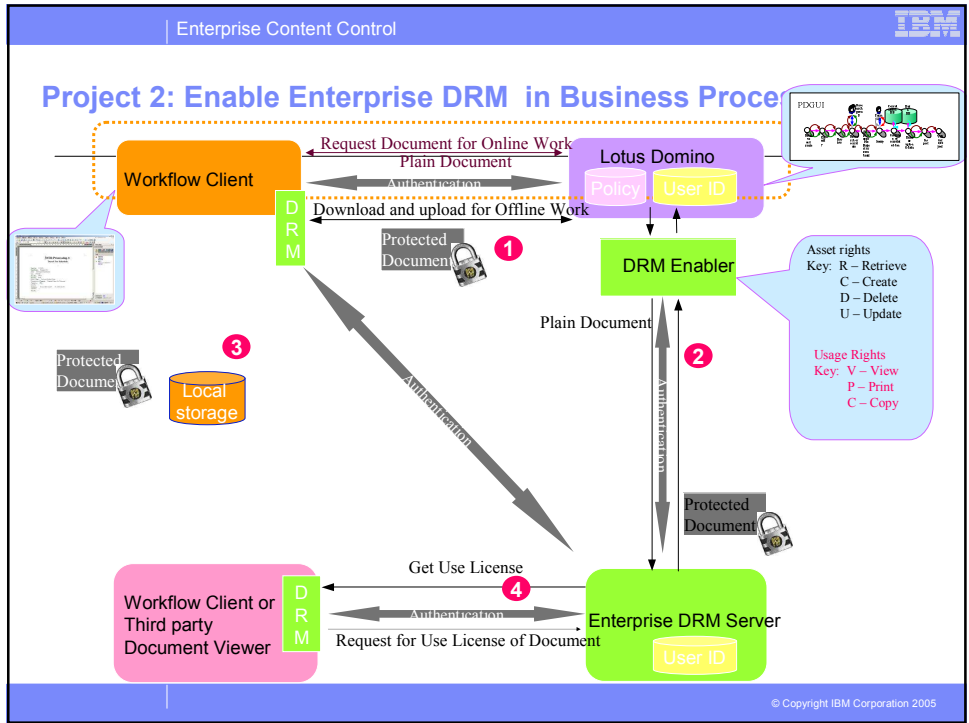 Enterprise Content Control
IBM
Project 2: Enable Enterprise DRM in Business Proce
PDGUI
Request Document for Online Work
Plain Document
Authentication
Workflow Client
Lotus Domino
Policy
User ID
DRM
Download and upload for Offline Work
Protected
Document
1
DRM Enabler
Asset rights
Key: R – Retrieve
C – Create
D – Delete
U – Update
Usage Rights
Key: V – View
P – Print
C – Copy
Plain Document
2
Authentication
3
Protected
Document
Local
storage
Authentication
Protected
Document
Get Use License
4
Workflow Client or
Third party
Document Viewer
DRM
Authentication
Request for Use License of Document
Enterprise DRM Server
User ID
© Copyright IBM Corporation 2005